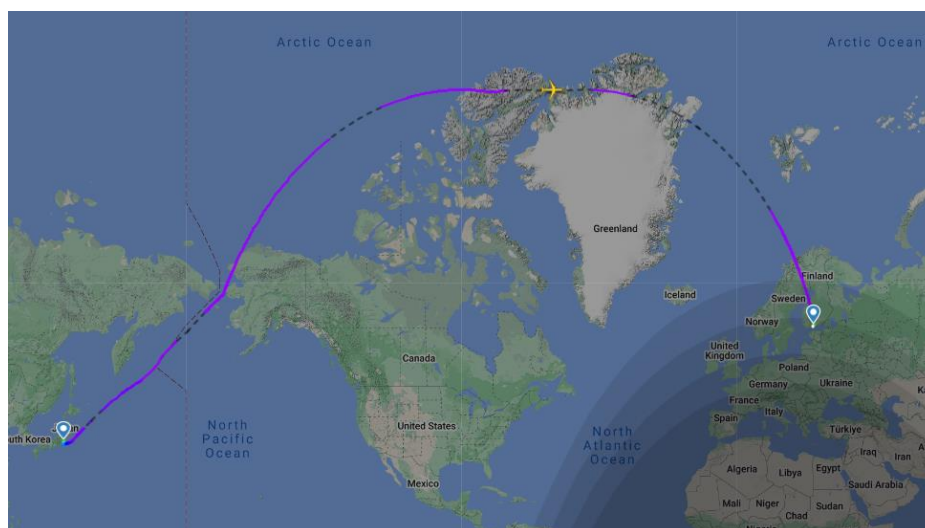 Arctic Ocean
Arctic Ocean
Greenland
Finland
Iceland
Sweden
Norway
United
Kingdom
Canada
Poland
Germany
Ukraine
France
outh Korea
North
Pacific
Ocean
United States
North
Atlantic
Ocean
Spain
Italy
Türkiye
Iraq
Iran
Algeria
Libya
Egypt
Saudi Arabia
Mexico
Mali
Niger
Chad
Sudan